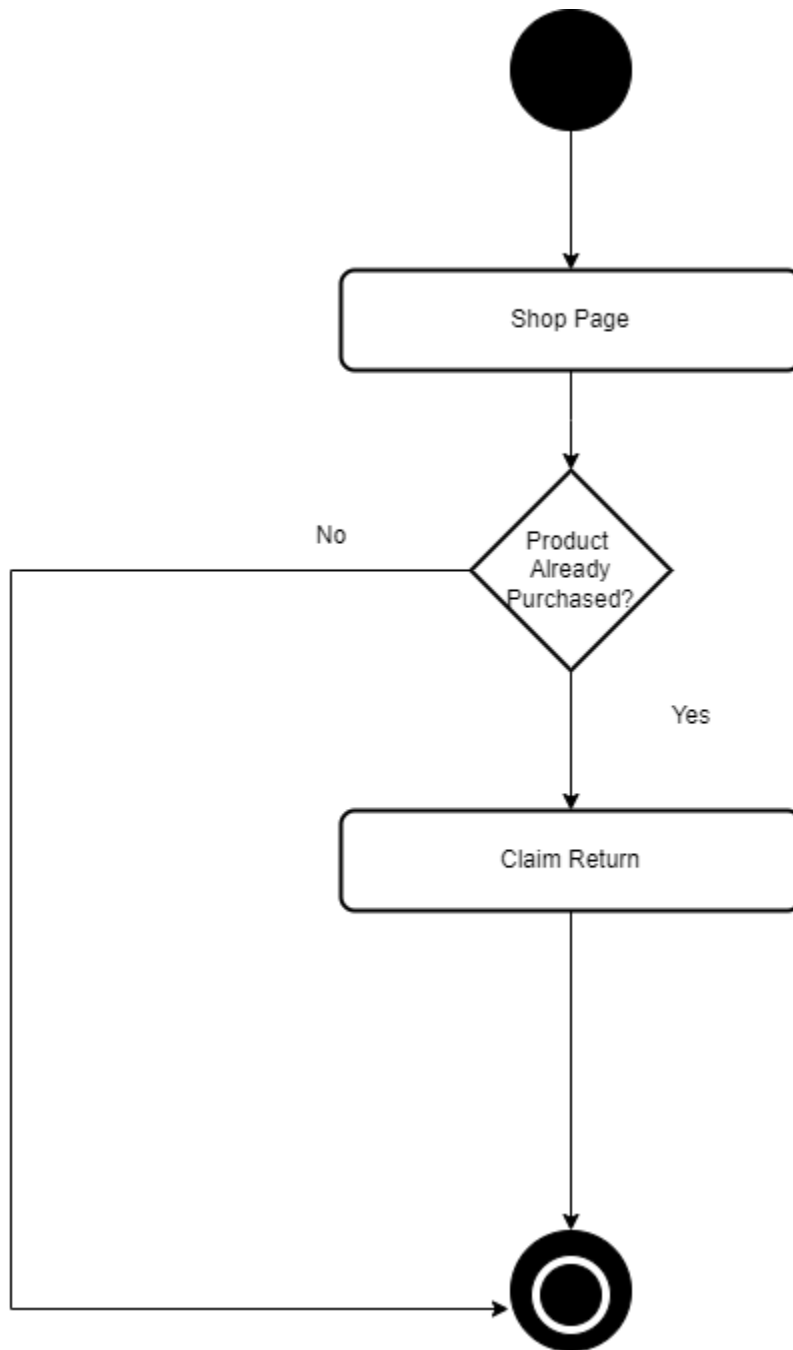 Shop Page
No
Product
Already
Purchased?
Yes
Claim Return